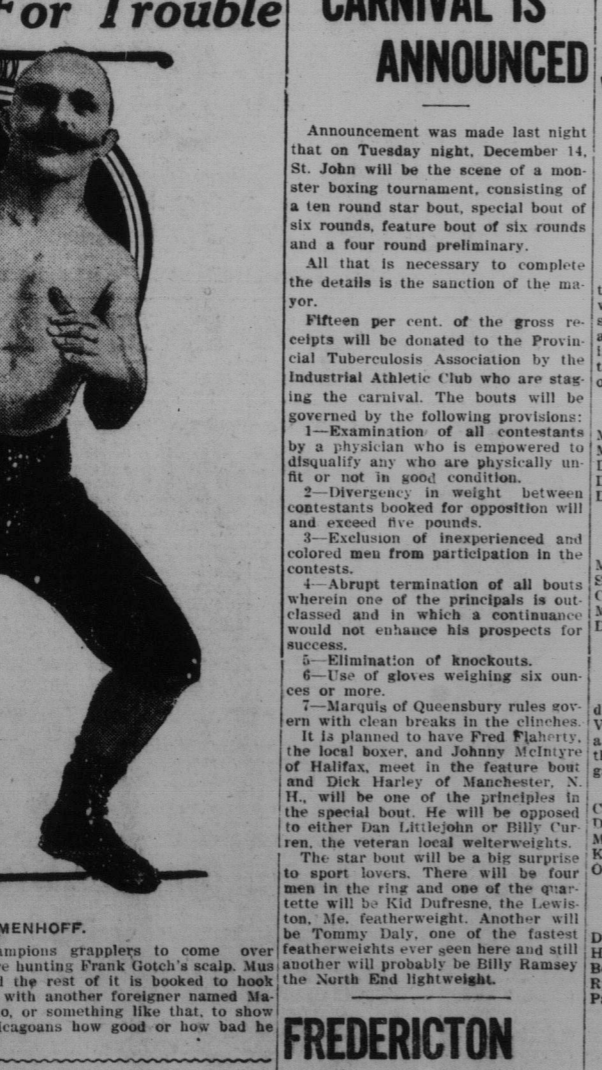 For Trouble
MENHOFF.
ampions grapplers to come over
e hunting Frank Gotch's scalp. Mus
l the rest of it is booked to hook
with another foreigner named Ma-
o, or something like that, to show
icagoans how good or how bad he
CARNIVAL IS
ANNOUNCED
Announcement was made last night
that on Tuesday night, December 14,
St. John will be the scene of a mon-
ster boxing tournament, consisting of
a ten round star bout, special bout of
six rounds, feature bout of six rounds
and a four round preliminary.
All that is necessary to complete
the details is the sanction of the ma-
yor.
Fifteen per cent. of the gross re-
ceipts will be donated to the Provin-
cial Tuberculosis Association by the
Industrial Athletic Club who are stag-
ing the carnival. The bouts will be
governed by the following provisions:
1—Examination of all contestants
by a physician who is empowered to
disqualify any who are physically un-
fit or not in good condition.
2—Divergency in weight between
contestants booked for opposition will
and exceed five pounds.
3—Exclusion of inexperienced and
colored men from participation in the
contests.
4—Abrupt termination of all bouts
wherein one of the principals is out-
classed and in which a continuance
would not enhance his prospects for
success.
5—Elimination of knockouts.
6—Use of gloves weighing six oun-
ces or more.
7—Marquis of Queensbury rules gov-
ern with clean breaks in the clinches.
It is planned to have Fred Flaherty,
the local boxer, and Johnny McIntyre
of Halifax, meet in the feature bout
and Dick Harley of Manchester, N.
H., will be one of the principles in
the special bout. He will be opposed
to either Dan Littlejohn or Billy Cur-
ren, the veteran local welterweights.
The star bout will be a big surprise
to sport lovers. There will be four
men in the ring and one of the quar-
tette will be Kid Dufresne, the Lewis-
ton, Me. featherweight. Another will
be Tommy Daly, one of the fastest
featherweights ever seen here and still
another will probably be Billy Ramsey
the North End lightweight.
FREDERICTON